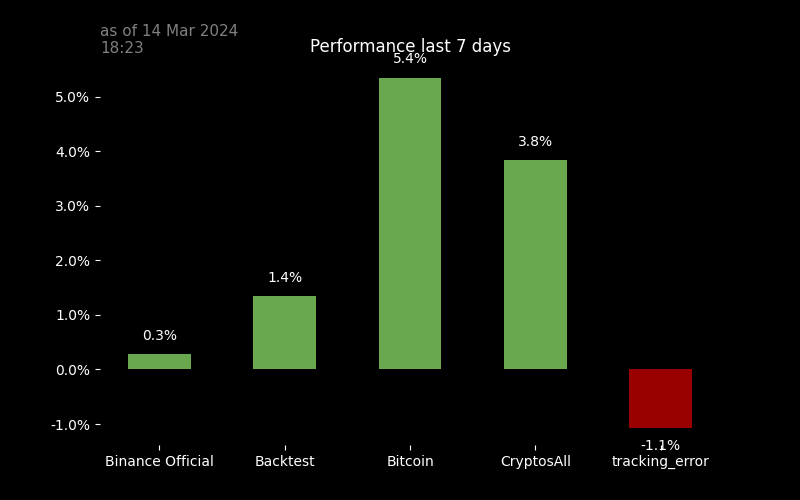 as of 14 Mar 2024
18:23
Performance last 7 days
5.4%
5.0%
4.0%
3.8%
3.0%
2.0%
1.4%
1.0%
0.3%
0.0%
-1.0%
-1.1%
Binance Official
Backtest
Bitcoin
CryptosAll
tracking_error